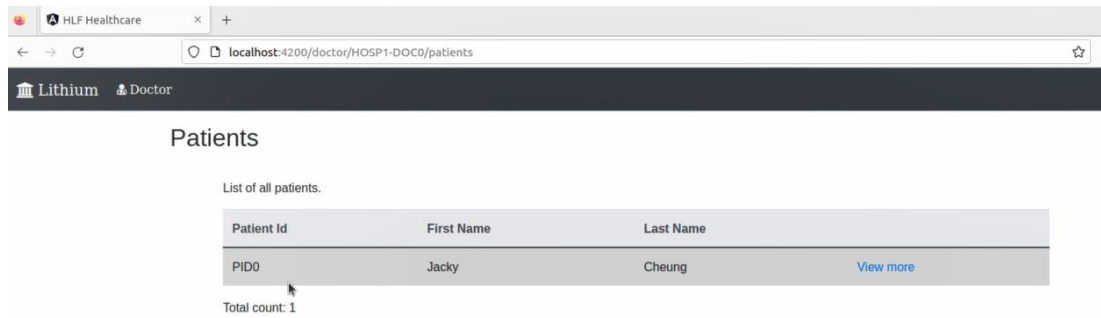 HLF Healthcare × +
localhost:4200/doctor/HOSP1-DOC0/patients
Lithium Doctor
Patients
List of all patients.
Patient Id First Name Last Name
PID0 Jacky Cheung View more
Total count: 1